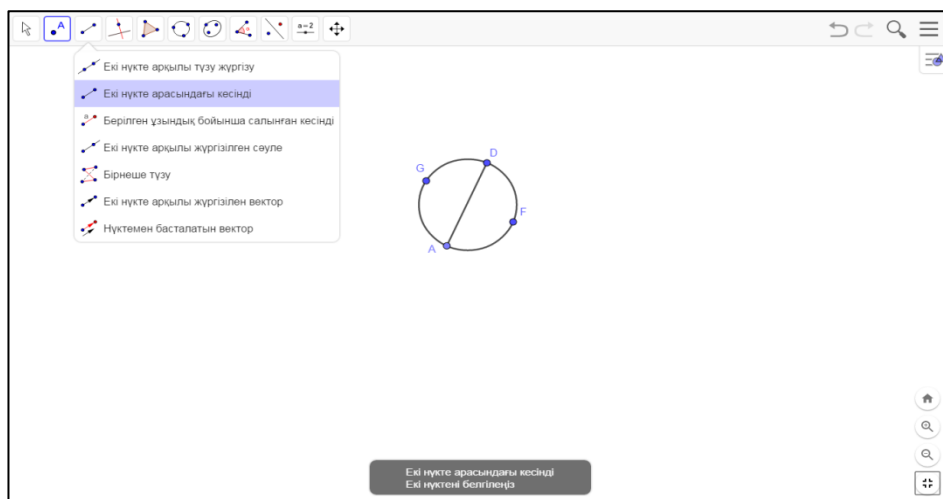 A
a=2
Екі нүкте арқылы түзу жүргізу
Екі нүкте арасындағы кесінді
Берілген ұзындық бойынша салынған кесінді
Екі нүкте арқылы жүргізілген сәуле
Бірнеше түзу
Екі нүкте арқылы жүргізілен вектор
Нүктемен басталатын вектор
D
G
F
A
Екі нүкте арасындағы кесінді
Екі нүктені белгілеңіз